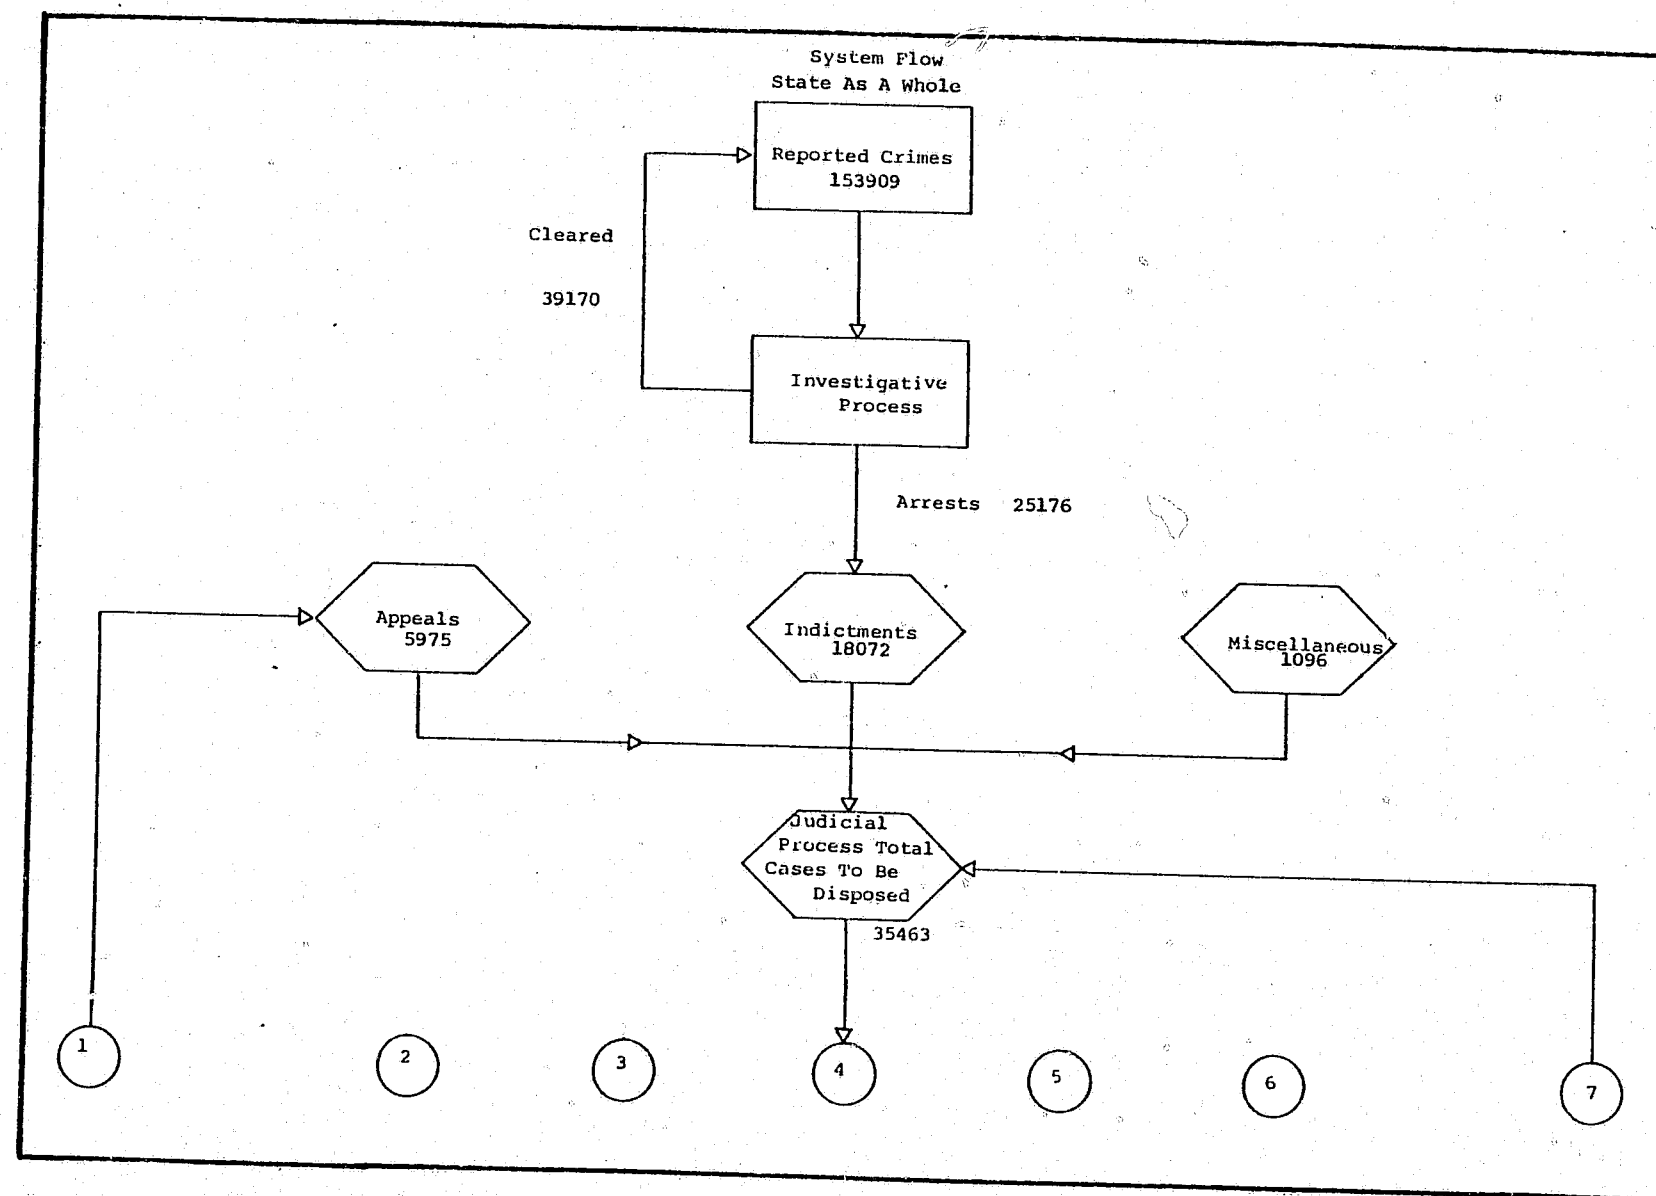 System Flow
State As A Whole
Reported Crimes
153909
Cleared
39170
Investigative
Process
Arrests 25176
Appeals
5975
Indictments
18072
Miscellaneous
1096
Judicial
Process Total
Cases To Be
Disposed
35463
1
2
3
4
5
6
7